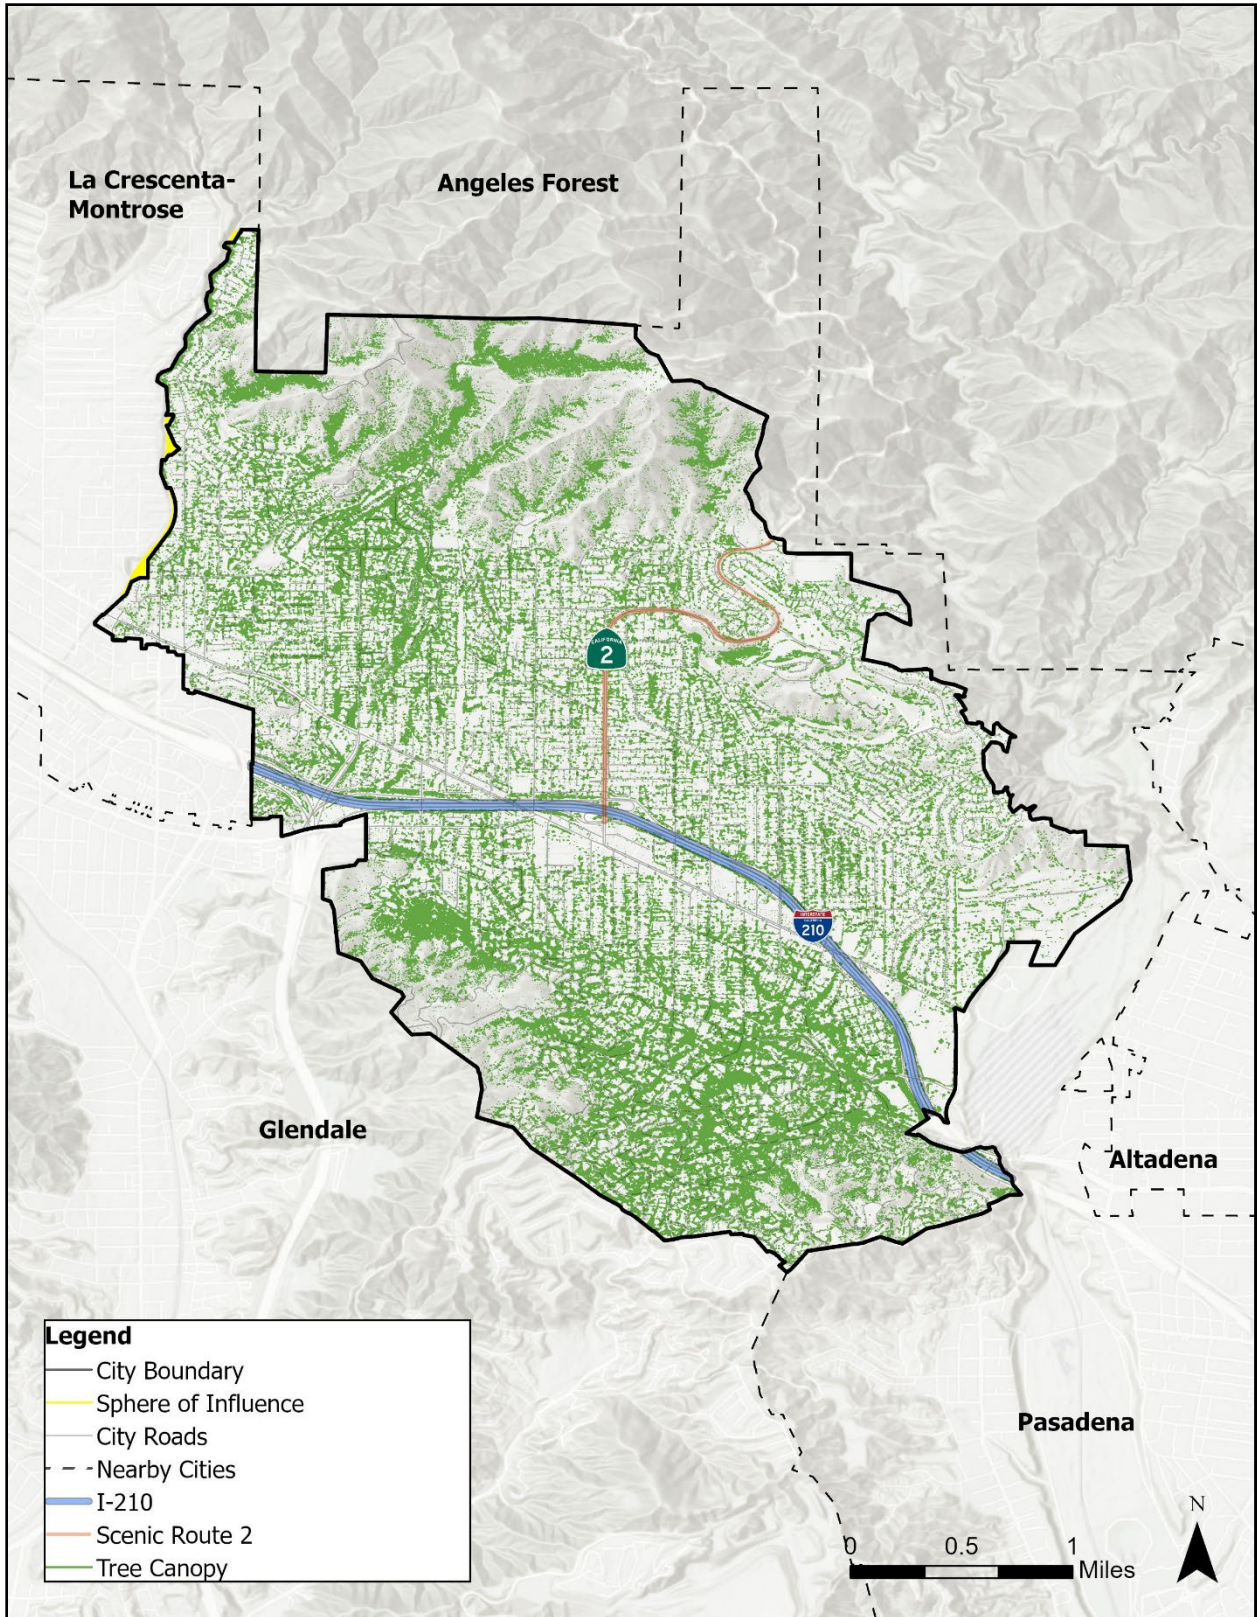 La Crescenta-
Montrose
Angeles Forest
CALIFORNIA
2
INTERSTATE
CALIFORNIA
210
Glendale
Altadena
Pasadena
Legend
City Boundary
Sphere of Influence
City Roads
Nearby Cities
I-210
Scenic Route 2
Tree Canopy
N
0 0.5 1
Miles